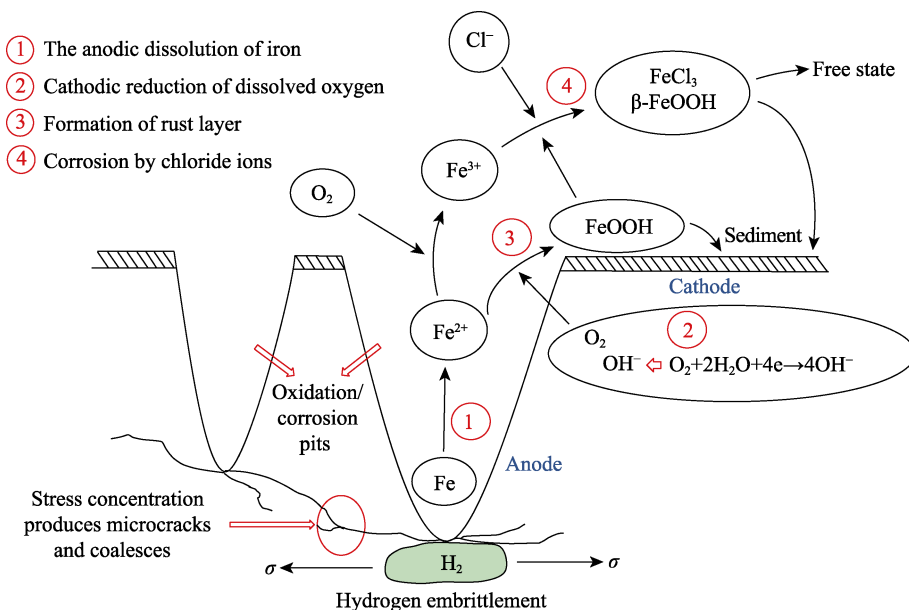 1 The anodic dissolution of iron
2 Cathodic reduction of dissolved oxygen
3 Formation of rust layer
4 Corrosion by chloride ions
Cl⁻
4
FeCl₃
β-FeOOH
Free state
Fe³⁺
O₂
3
FeOOH
Sediment
Cathode
Fe²⁺
O₂
2
OH⁻ ⇐ O₂+2H₂O+4e→4OH⁻
Oxidation/
corrosion
pits
1
Anode
Fe
Stress concentration
produces microcracks
and coalesces
σ
H₂
σ
Hydrogen embrittlement